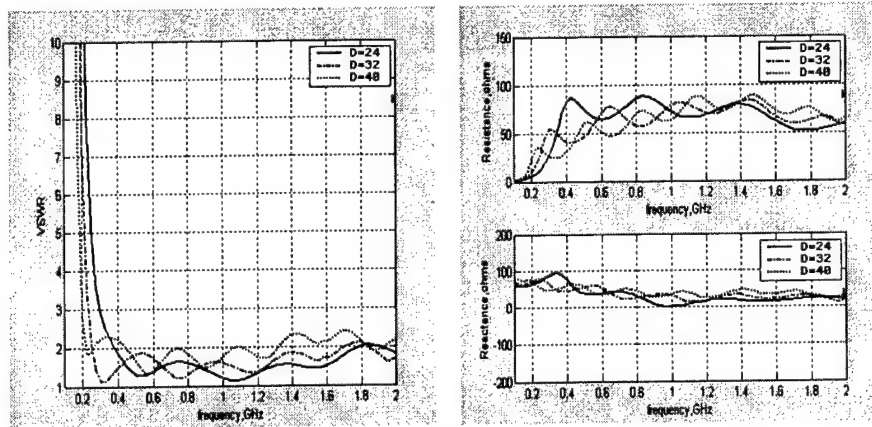 10
9
8
7
6
5
4
3
2
1
VSWR
D=24
D=32
D=40
0.2 0.4 0.6 0.8 1 1.2 1.4 1.6 1.8 2
frequency,GHz
150
100
50
0
Resistance,ohms
D=24
D=32
D=40
0.2 0.4 0.6 0.8 1 1.2 1.4 1.6 1.8 2
frequency,GHz
200
100
0
-100
-200
Reactance,ohms
D=24
D=32
D=40
0.2 0.4 0.6 0.8 1 1.2 1.4 1.6 1.8 2
frequency,GHz